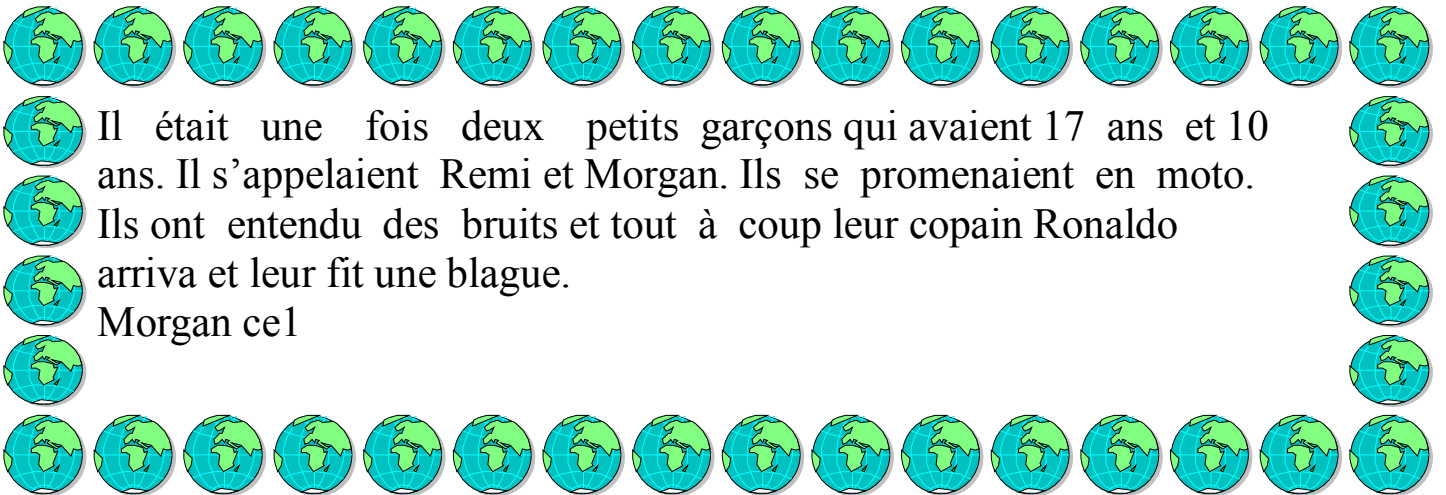 Il était une fois deux petits garçons qui avaient 17 ans et 10
ans. Il s’appelaient Remi et Morgan. Ils se promenaient en moto.
Ils ont entendu des bruits et tout à coup leur copain Ronaldo
arriva et leur fit une blague.
Morgan ce1